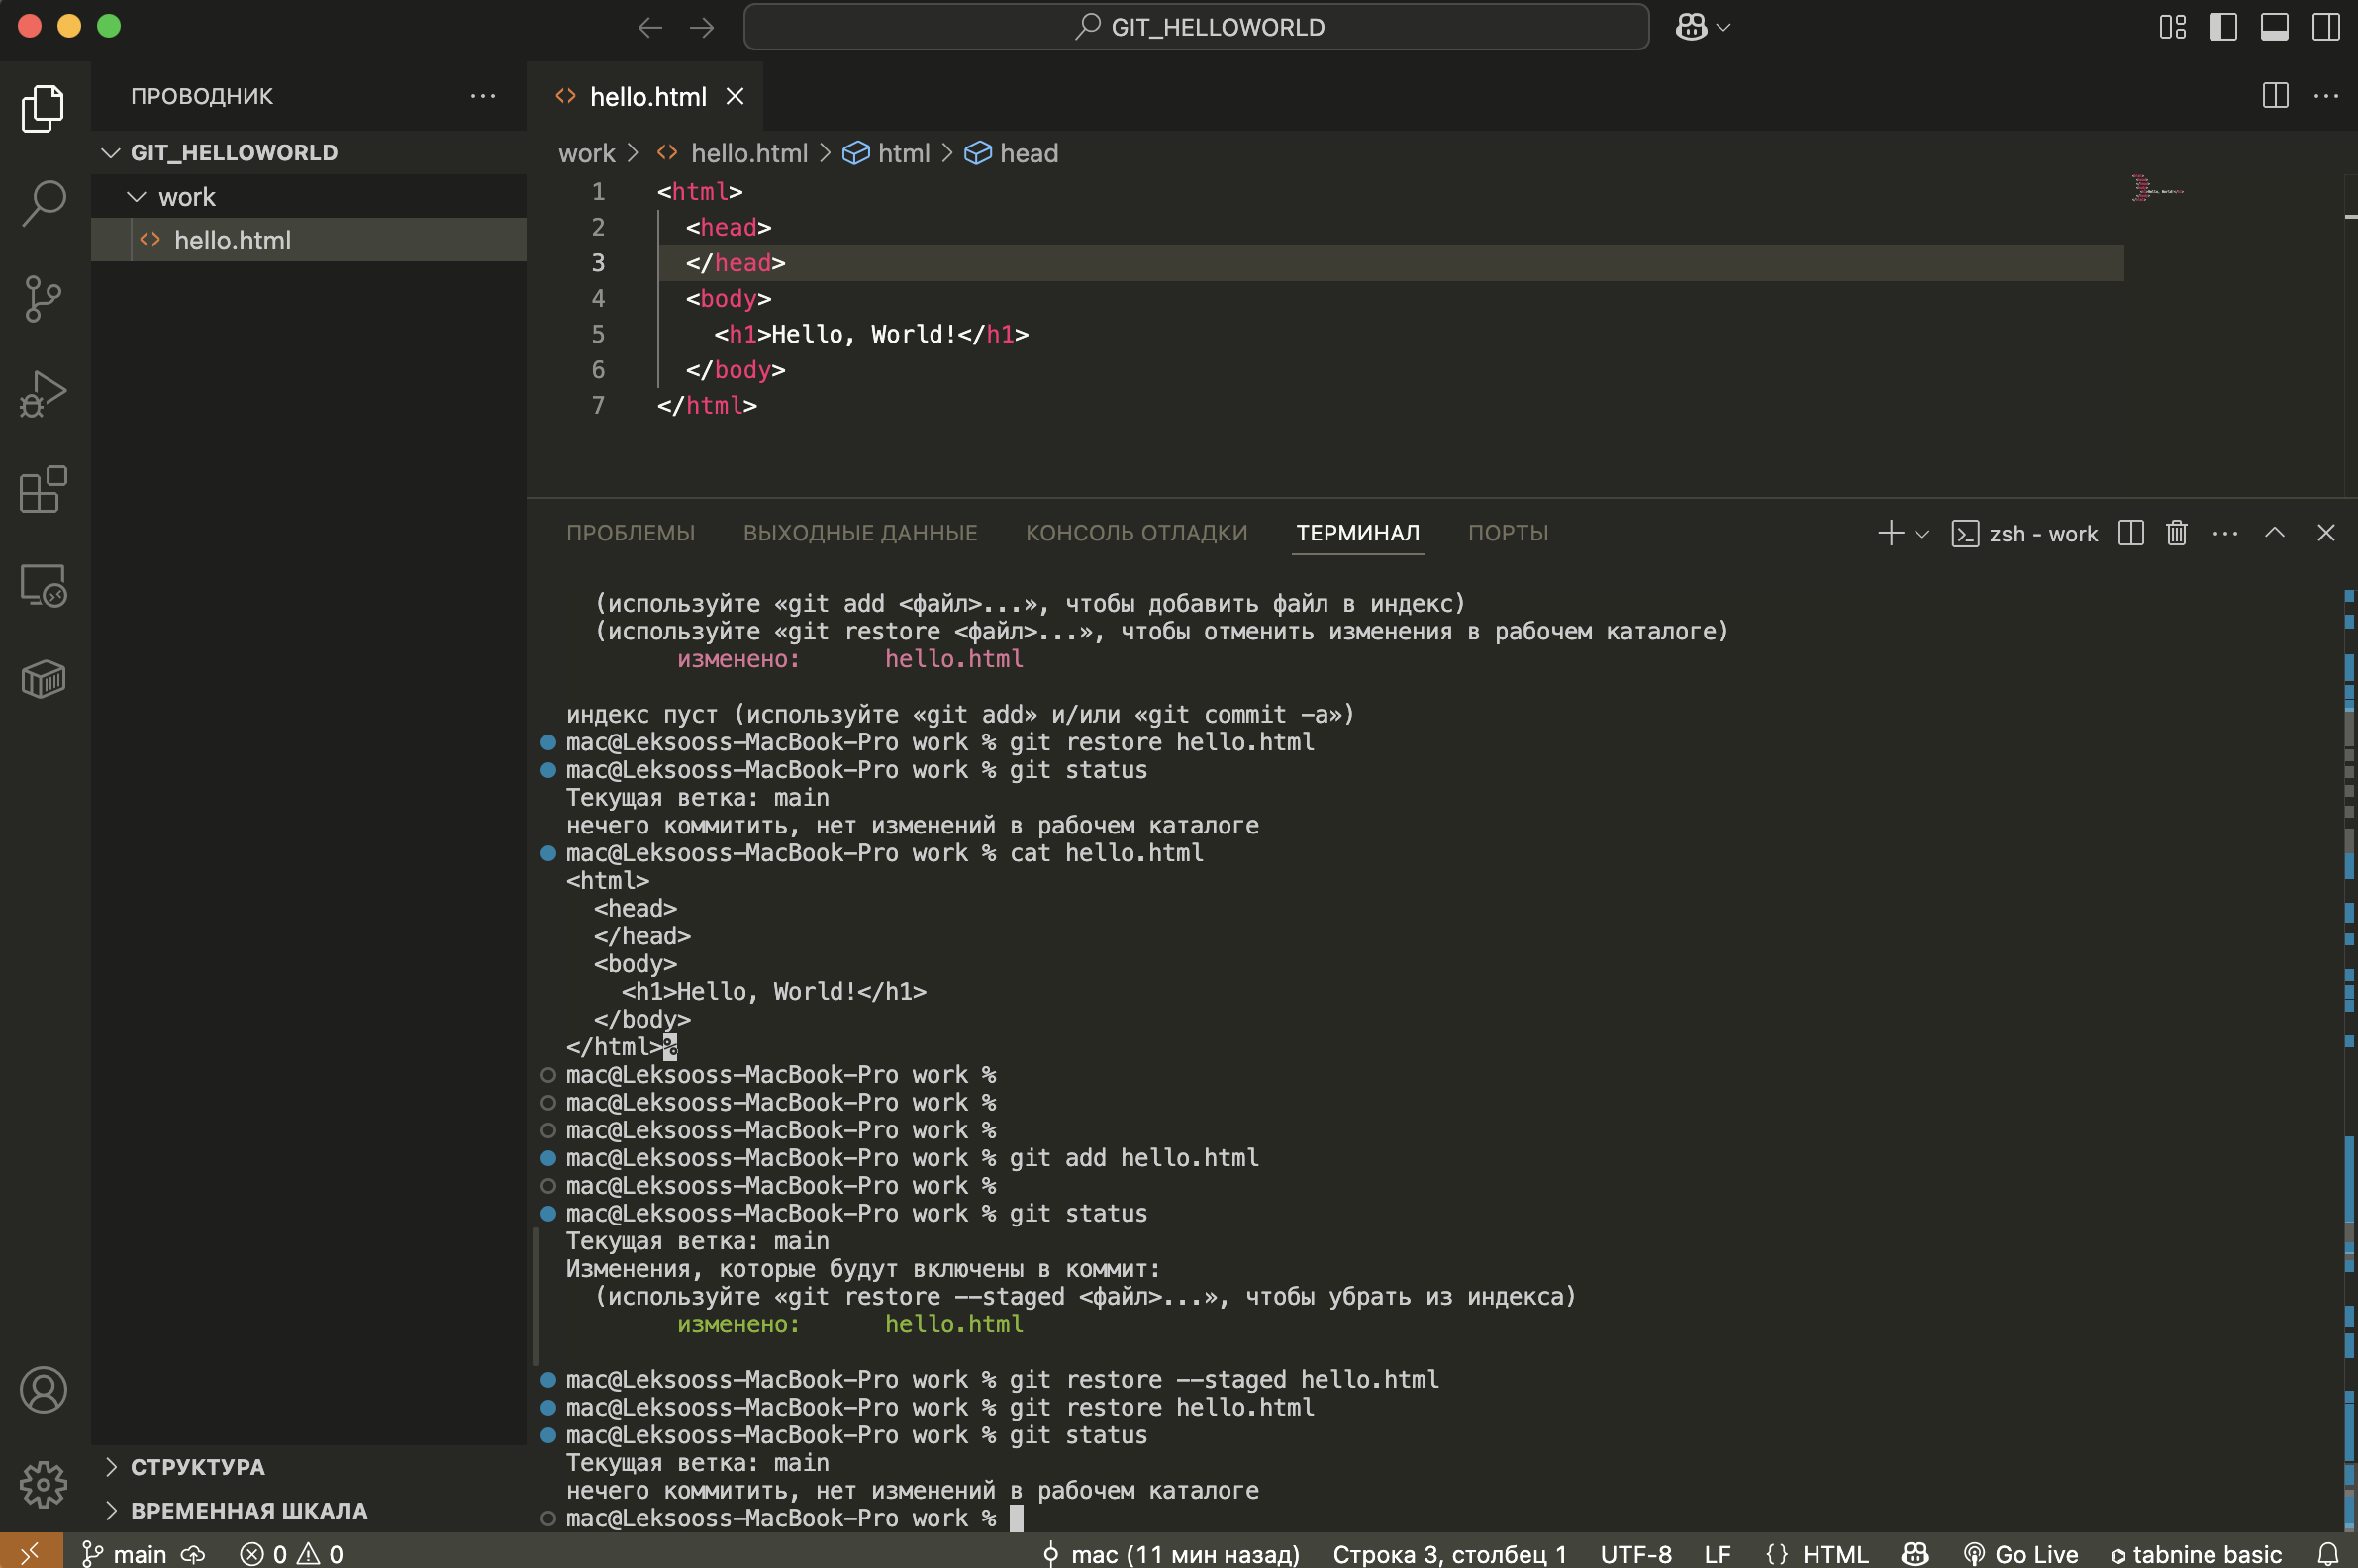 GIT_HELLOWORLD
ПРОВОДНИК
GIT_HELLOWORLD
work
hello.html
hello.html
work > hello.html > html > head
1 <html>
2   <head>
3   </head>
4   <body>
5     <h1>Hello, World!</h1>
6   </body>
7 </html>
ПРОБЛЕМЫ ВЫХОДНЫЕ ДАННЫЕ КОНСОЛЬ ОТЛАДКИ ТЕРМИНАЛ ПОРТЫ zsh - work
(используйте «git add <файл>...», чтобы добавить файл в индекс)
(используйте «git restore <файл>...», чтобы отменить изменения в рабочем каталоге)
изменено:      hello.html
индекс пуст (используйте «git add» и/или «git commit -a»)
mac@Leksooss-MacBook-Pro work % git restore hello.html
mac@Leksooss-MacBook-Pro work % git status
Текущая ветка: main
нечего коммитить, нет изменений в рабочем каталоге
mac@Leksooss-MacBook-Pro work % cat hello.html
<html>
  <head>
  </head>
  <body>
    <h1>Hello, World!</h1>
  </body>
</html>%
mac@Leksooss-MacBook-Pro work %
mac@Leksooss-MacBook-Pro work %
mac@Leksooss-MacBook-Pro work %
mac@Leksooss-MacBook-Pro work % git add hello.html
mac@Leksooss-MacBook-Pro work %
mac@Leksooss-MacBook-Pro work % git status
Текущая ветка: main
Изменения, которые будут включены в коммит:
(используйте «git restore --staged <файл>...», чтобы убрать из индекса)
изменено:      hello.html
mac@Leksooss-MacBook-Pro work % git restore --staged hello.html
mac@Leksooss-MacBook-Pro work % git restore hello.html
mac@Leksooss-MacBook-Pro work % git status
Текущая ветка: main
нечего коммитить, нет изменений в рабочем каталоге
mac@Leksooss-MacBook-Pro work %
СТРУКТУРА
ВРЕМЕННАЯ ШКАЛА
main 0 0 mac (11 мин назад) Строка 3, столбец 1 UTF-8 LF {} HTML Go Live tabnine basic